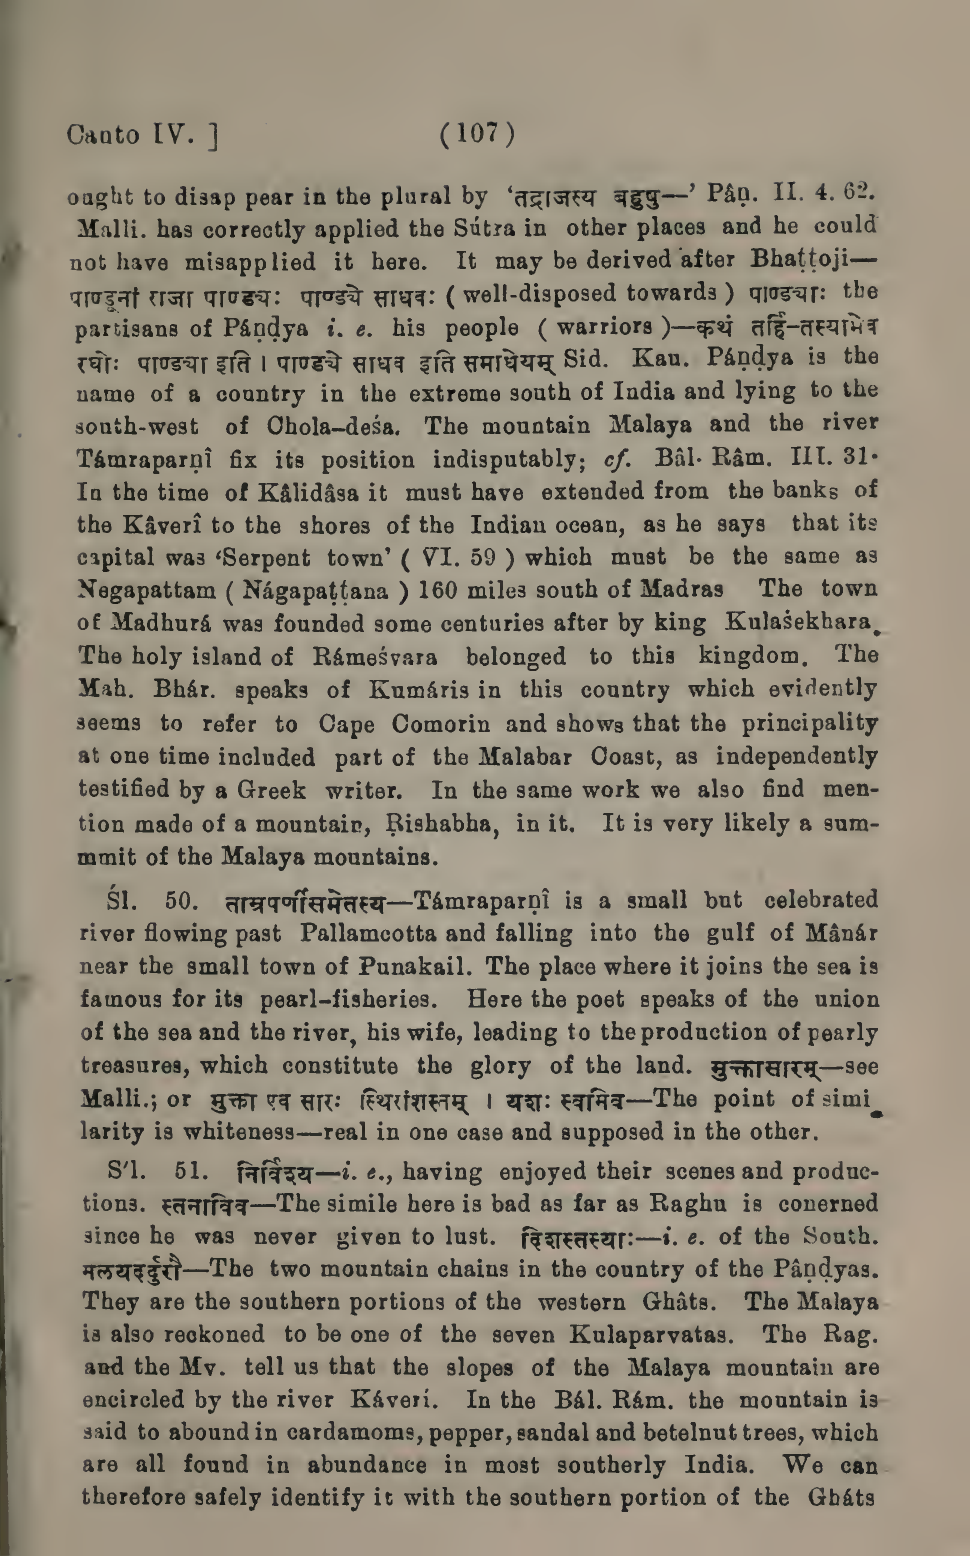 Canto IV. ] (107)
ought to disap pear in the plural by ‘तद्राजस्य बहुषु—’ Pâṇ. II. 4. 62.
Malli. has correctly applied the Sútra in other places and he could
not have misapplied it here. It may be derived after Bhaṭṭoji—
पाण्डूनां राजा पाण्ड्यः पाण्ड्ये साधवः ( well-disposed towards ) पाण्ड्याः the
partisans of Páṇḍya i. e. his people ( warriors )—कथं तर्हि-तस्यामेव
रघोः पाण्ड्या इति । पाण्ड्ये साधव इति समाधेयम् Sid. Kau. Páṇḍya is the
name of a country in the extreme south of India and lying to the
south-west of Chola-deśa. The mountain Malaya and the river
Támraparṇî fix its position indisputably; cf. Bâl. Râm. III. 31.
In the time of Kâlidâsa it must have extended from the banks of
the Kâverî to the shores of the Indian ocean, as he says that its
capital was ‘Serpent town’ ( VI. 59 ) which must be the same as
Negapattam ( Nágapaṭṭana ) 160 miles south of Madras The town
of Madhurá was founded some centuries after by king Kulaśekhara.
The holy island of Rámeśvara belonged to this kingdom. The
Mah. Bhár. speaks of Kumáris in this country which evidently
seems to refer to Cape Comorin and shows that the principality
at one time included part of the Malabar Coast, as independently
testified by a Greek writer. In the same work we also find men-
tion made of a mountain, Ṛishabha, in it. It is very likely a sum-
mmit of the Malaya mountains.
Śl. 50. ताम्रपर्णीसमेतस्य—Támraparṇî is a small but celebrated
river flowing past Pallamcotta and falling into the gulf of Mânár
near the small town of Punakail. The place where it joins the sea is
famous for its pearl-fisheries. Here the poet speaks of the union
of the sea and the river, his wife, leading to the production of pearly
treasures, which constitute the glory of the land. मुक्तासारम्—see
Malli.; or मुक्ता एव सारः स्थिरांशस्तम् । यशः स्वमिव—The point of simi
larity is whiteness—real in one case and supposed in the other.
S'l. 51. निर्विश्य—i. e., having enjoyed their scenes and produc-
tions. स्तनाविव—The simile here is bad as far as Raghu is conerned
since he was never given to lust. दिशस्तस्याः—i. e. of the South.
मलयदर्दुरौ—The two mountain chains in the country of the Pâṇḍyas.
They are the southern portions of the western Ghâts. The Malaya
is also reckoned to be one of the seven Kulaparvatas. The Rag.
and the Mv. tell us that the slopes of the Malaya mountain are
encircled by the river Káverí. In the Bál. Rám. the mountain is
said to abound in cardamoms, pepper, sandal and betelnut trees, which
are all found in abundance in most southerly India. We can
therefore safely identify it with the southern portion of the Gháts